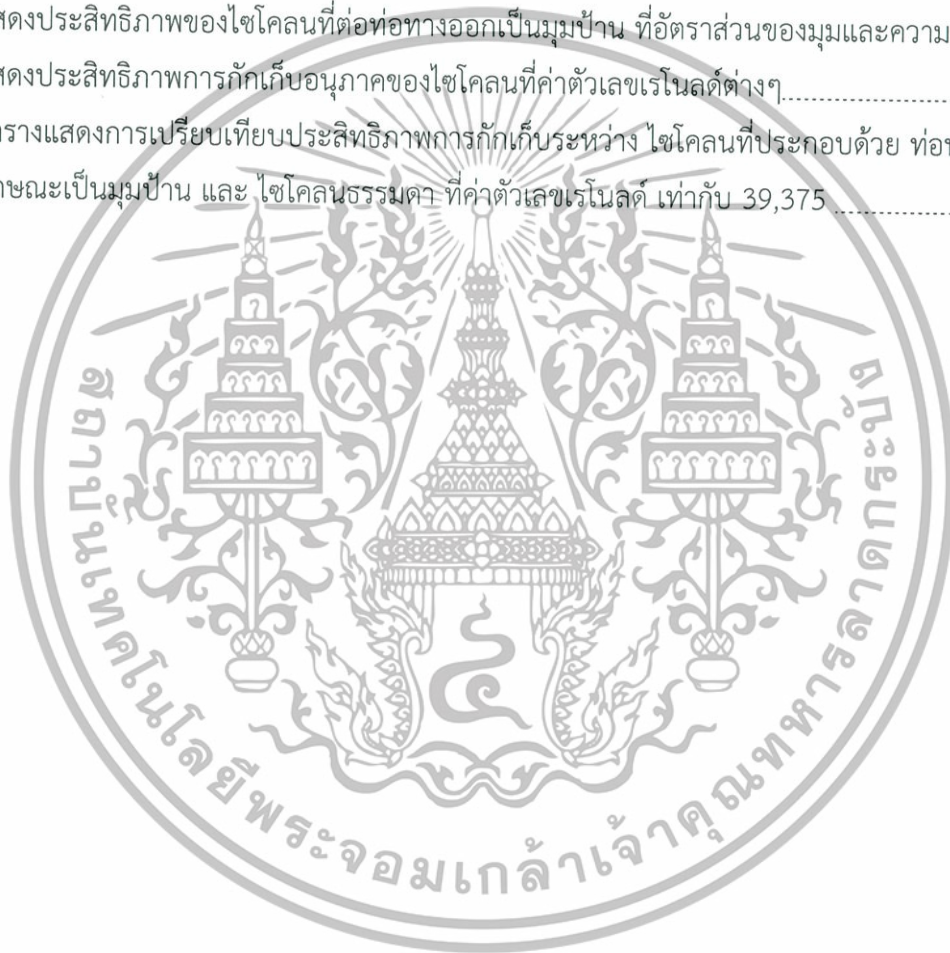 สดงประสิทธิภาพของไซโคลนที่ต่อท่อทางออกเป็นมุมป้าน ที่อัตราส่วนของมุมและความ
สดงประสิทธิภาพการกักเก็บอนุภาคของไซโคลนที่ค่าตัวเลขเรโนลด์ต่างๆ....................
ารางแสดงการเปรียบเทียบประสิทธิภาพการกักเก็บระหว่าง ไซโคลนที่ประกอบด้วย ท่อ
ักษณะเป็นมุมป้าน และ ไซโคลนธรรมดา ที่ค่าตัวเลขเรโนลด์ เท่ากับ 39,375 ..............
สถาบันเทคโนโลยีพระจอมเกล้าเจ้าคุณทหารลาดกระบัง